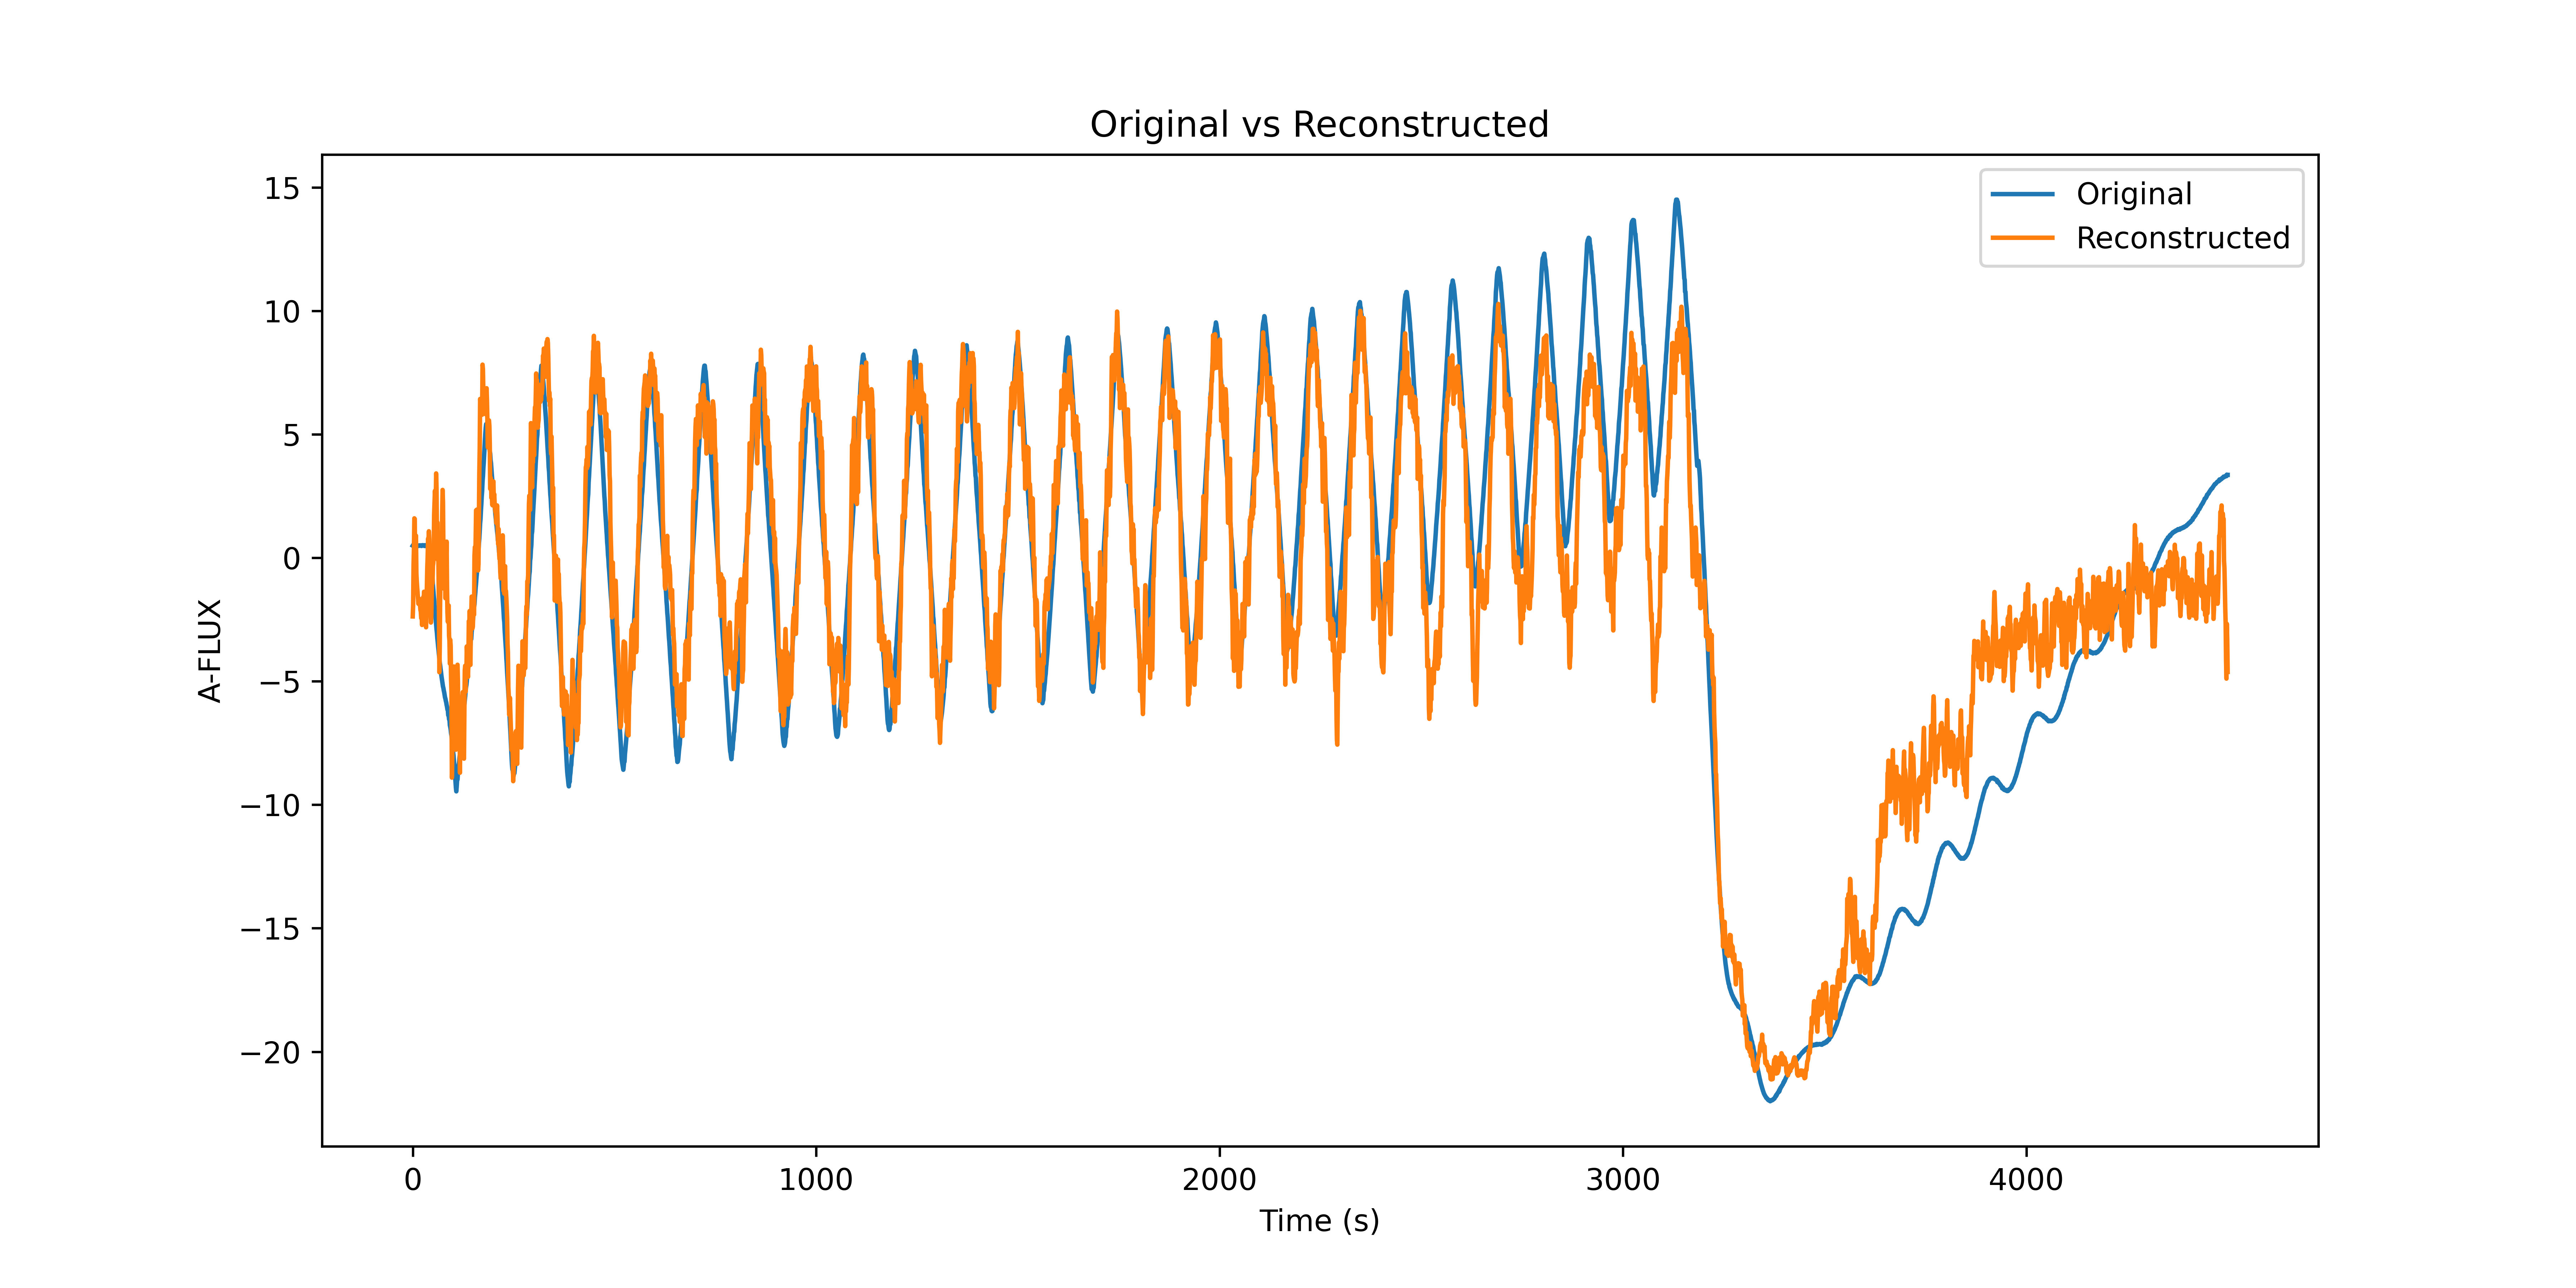 Original vs Reconstructed
Original
Reconstructed
A-FLUX
15
10
5
0
−5
−10
−15
−20
0
1000
2000
3000
4000
Time (s)